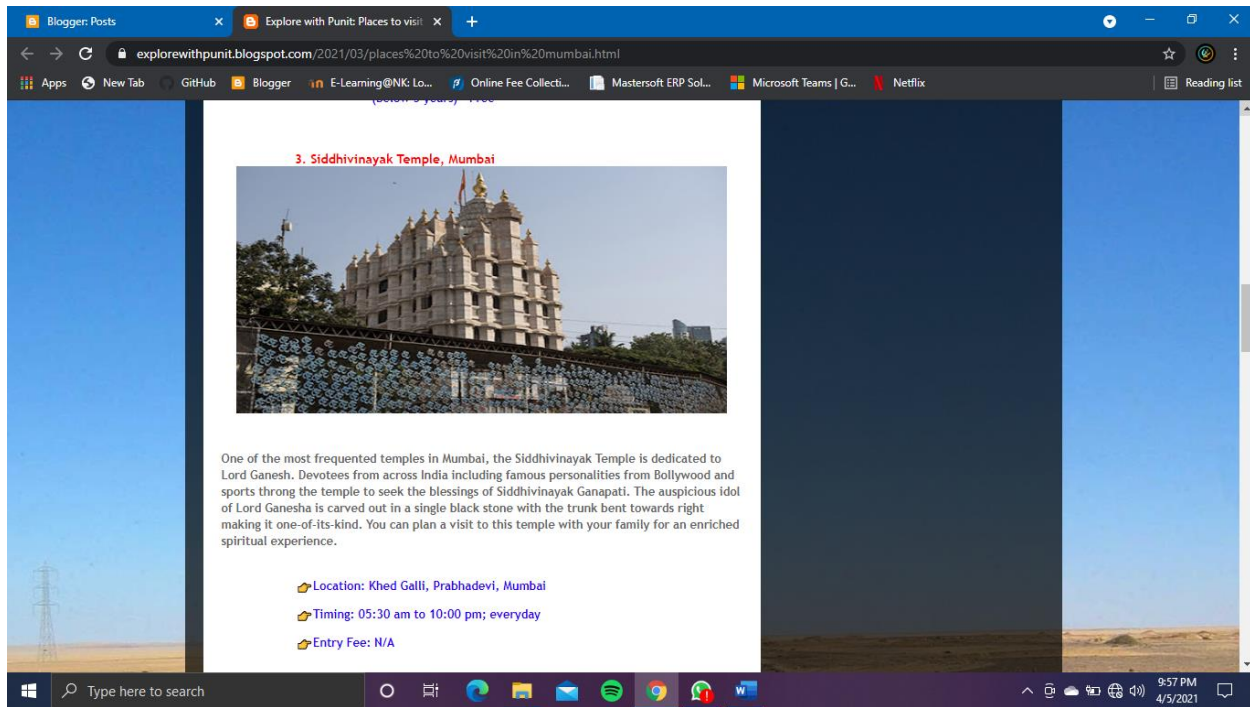 Blogger: Posts
Explore with Punit: Places to visit
explorewithpunit.blogspot.com/2021/03/places%20to%20visit%20in%20mumbai.html
Apps New Tab GitHub Blogger E-Learning@NK: Lo... Online Fee Collecti... Mastersoft ERP Sol... Microsoft Teams | G... Netflix Reading list
(below 3 years) - Free
3. Siddhivinayak Temple, Mumbai
One of the most frequented temples in Mumbai, the Siddhivinayak Temple is dedicated to
Lord Ganesh. Devotees from across India including famous personalities from Bollywood and
sports throng the temple to seek the blessings of Siddhivinayak Ganapati. The auspicious idol
of Lord Ganesha is carved out in a single black stone with the trunk bent towards right
making it one-of-its-kind. You can plan a visit to this temple with your family for an enriched
spiritual experience.
👉Location: Khed Galli, Prabhadevi, Mumbai
👉Timing: 05:30 am to 10:00 pm; everyday
👉Entry Fee: N/A
Type here to search
9:57 PM
4/5/2021